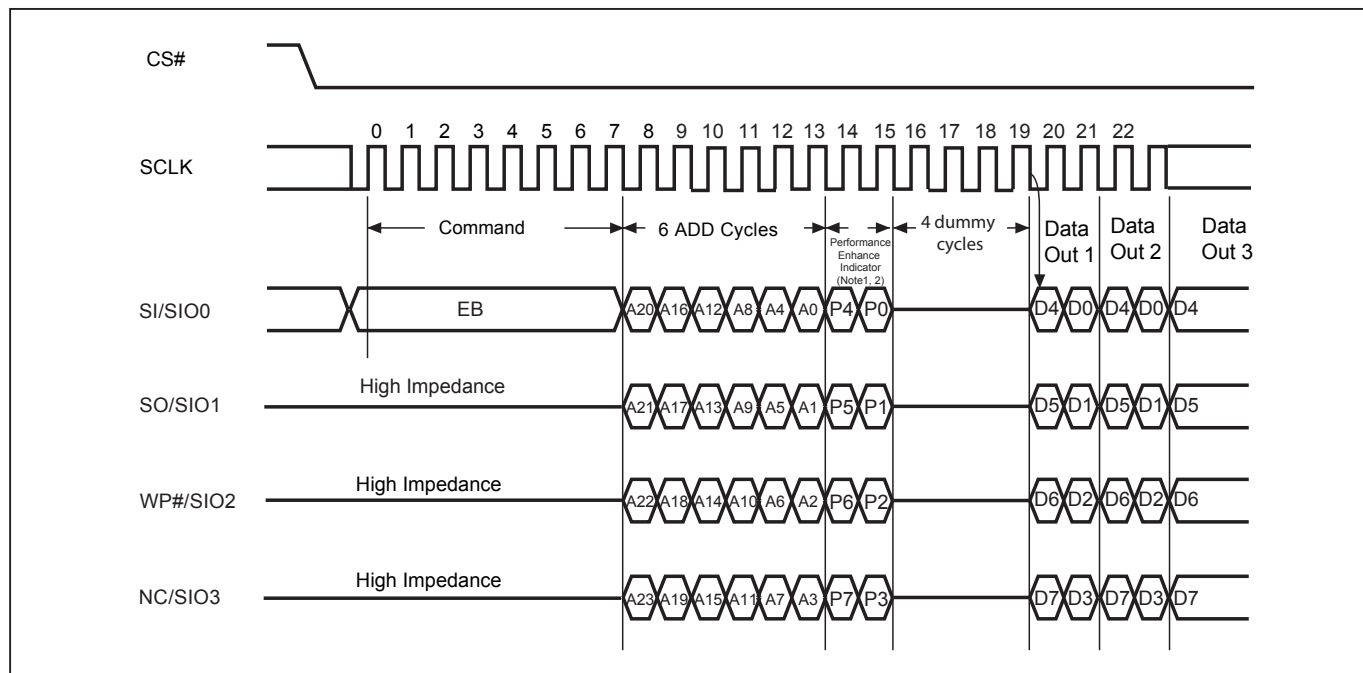 CS#
0 1 2 3 4 5 6 7 8 9 10 11 12 13 14 15 16 17 18 19 20 21 22
SCLK
Command
6 ADD Cycles
Performance
Enhance
Indicator
(Note1, 2)
4 dummy
cycles
Data
Out 1
Data
Out 2
Data
Out 3
SI/SIO0
EB
A20 A16 A12 A8 A4 A0 P4 P0 D4 D0 D4 D0 D4
SO/SIO1
High Impedance
A21 A17 A13 A9 A5 A1 P5 P1 D5 D1 D5 D1 D5
WP#/SIO2
High Impedance
A22 A18 A14 A10 A6 A2 P6 P2 D6 D2 D6 D2 D6
NC/SIO3
High Impedance
A23 A19 A15 A11 A7 A3 P7 P3 D7 D3 D7 D3 D7